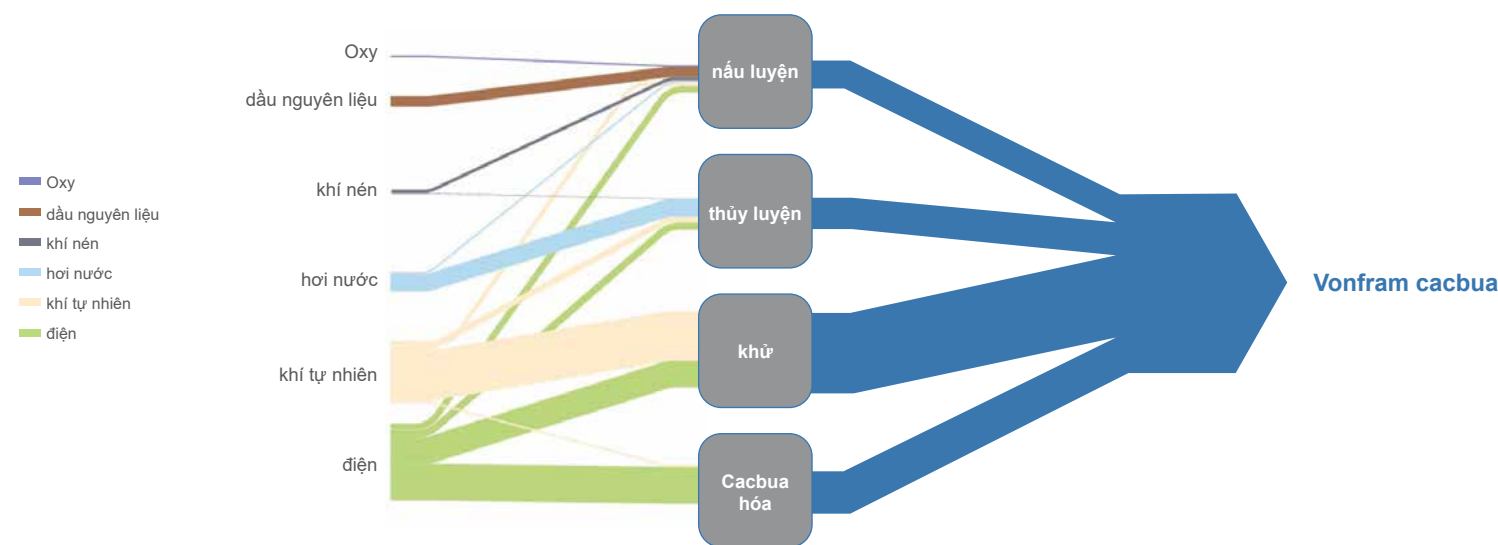 Oxy
dầu nguyên liệu
khí nén
hơi nước
khí tự nhiên
điện
Oxy
dầu nguyên liệu
khí nén
hơi nước
khí tự nhiên
điện
nấu luyện
thủy luyện
khử
Cacbua
hóa
Vonfram cacbua